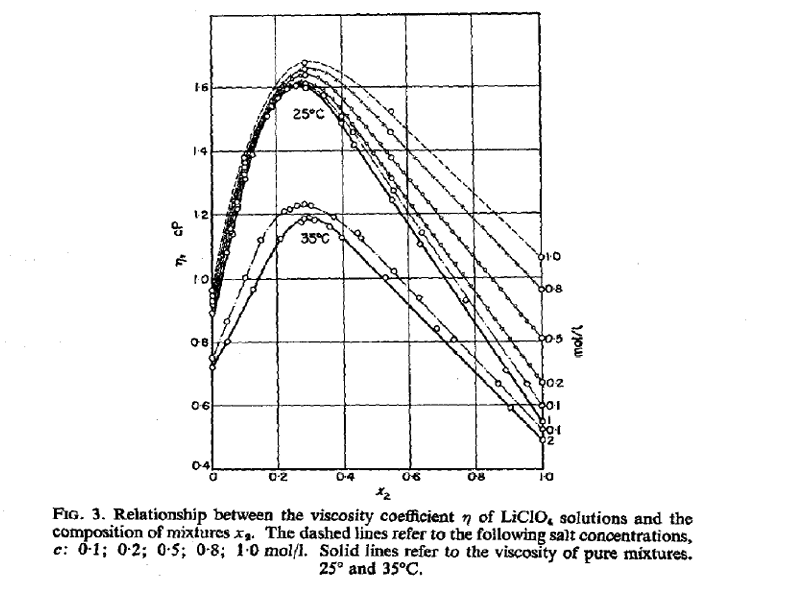 1·6
25°C
1·4
1·2
η, cP
35°C
1·0
1·0
0·8
0·8
0·5
mol/l
0·2
0·6
0·1
1
0·1
2
0·4
0
0·2
0·4
0·6
0·8
1·0
x₂
FIG. 3. Relationship between the viscosity coefficient η of LiClO₄ solutions and the
composition of mixtures x₂. The dashed lines refer to the following salt concentrations,
c: 0·1; 0·2; 0·5; 0·8; 1·0 mol/l. Solid lines refer to the viscosity of pure mixtures.
25° and 35°C.